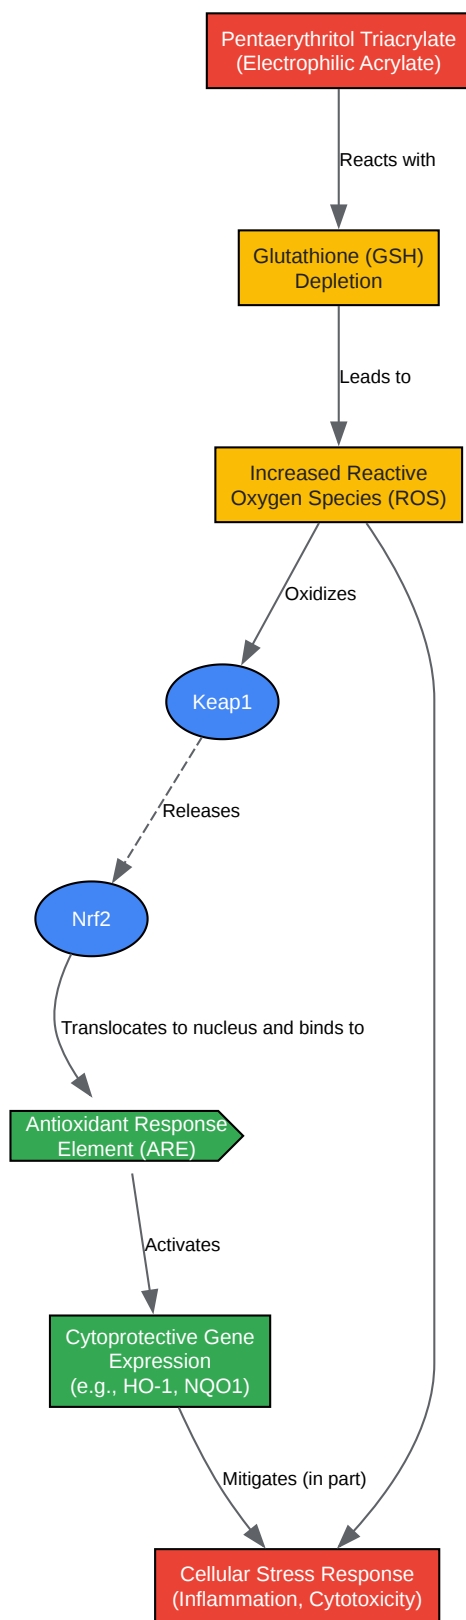 Pentaerythritol Triacrylate
(Electrophilic Acrylate)
Reacts with
Glutathione (GSH)
Depletion
Leads to
Increased Reactive
Oxygen Species (ROS)
Oxidizes
Keap1
Releases
Nrf2
Translocates to nucleus and binds to
Antioxidant Response
Element (ARE)
Activates
Cytoprotective Gene
Expression
(e.g., HO-1, NQO1)
Mitigates (in part)
Cellular Stress Response
(Inflammation, Cytotoxicity)